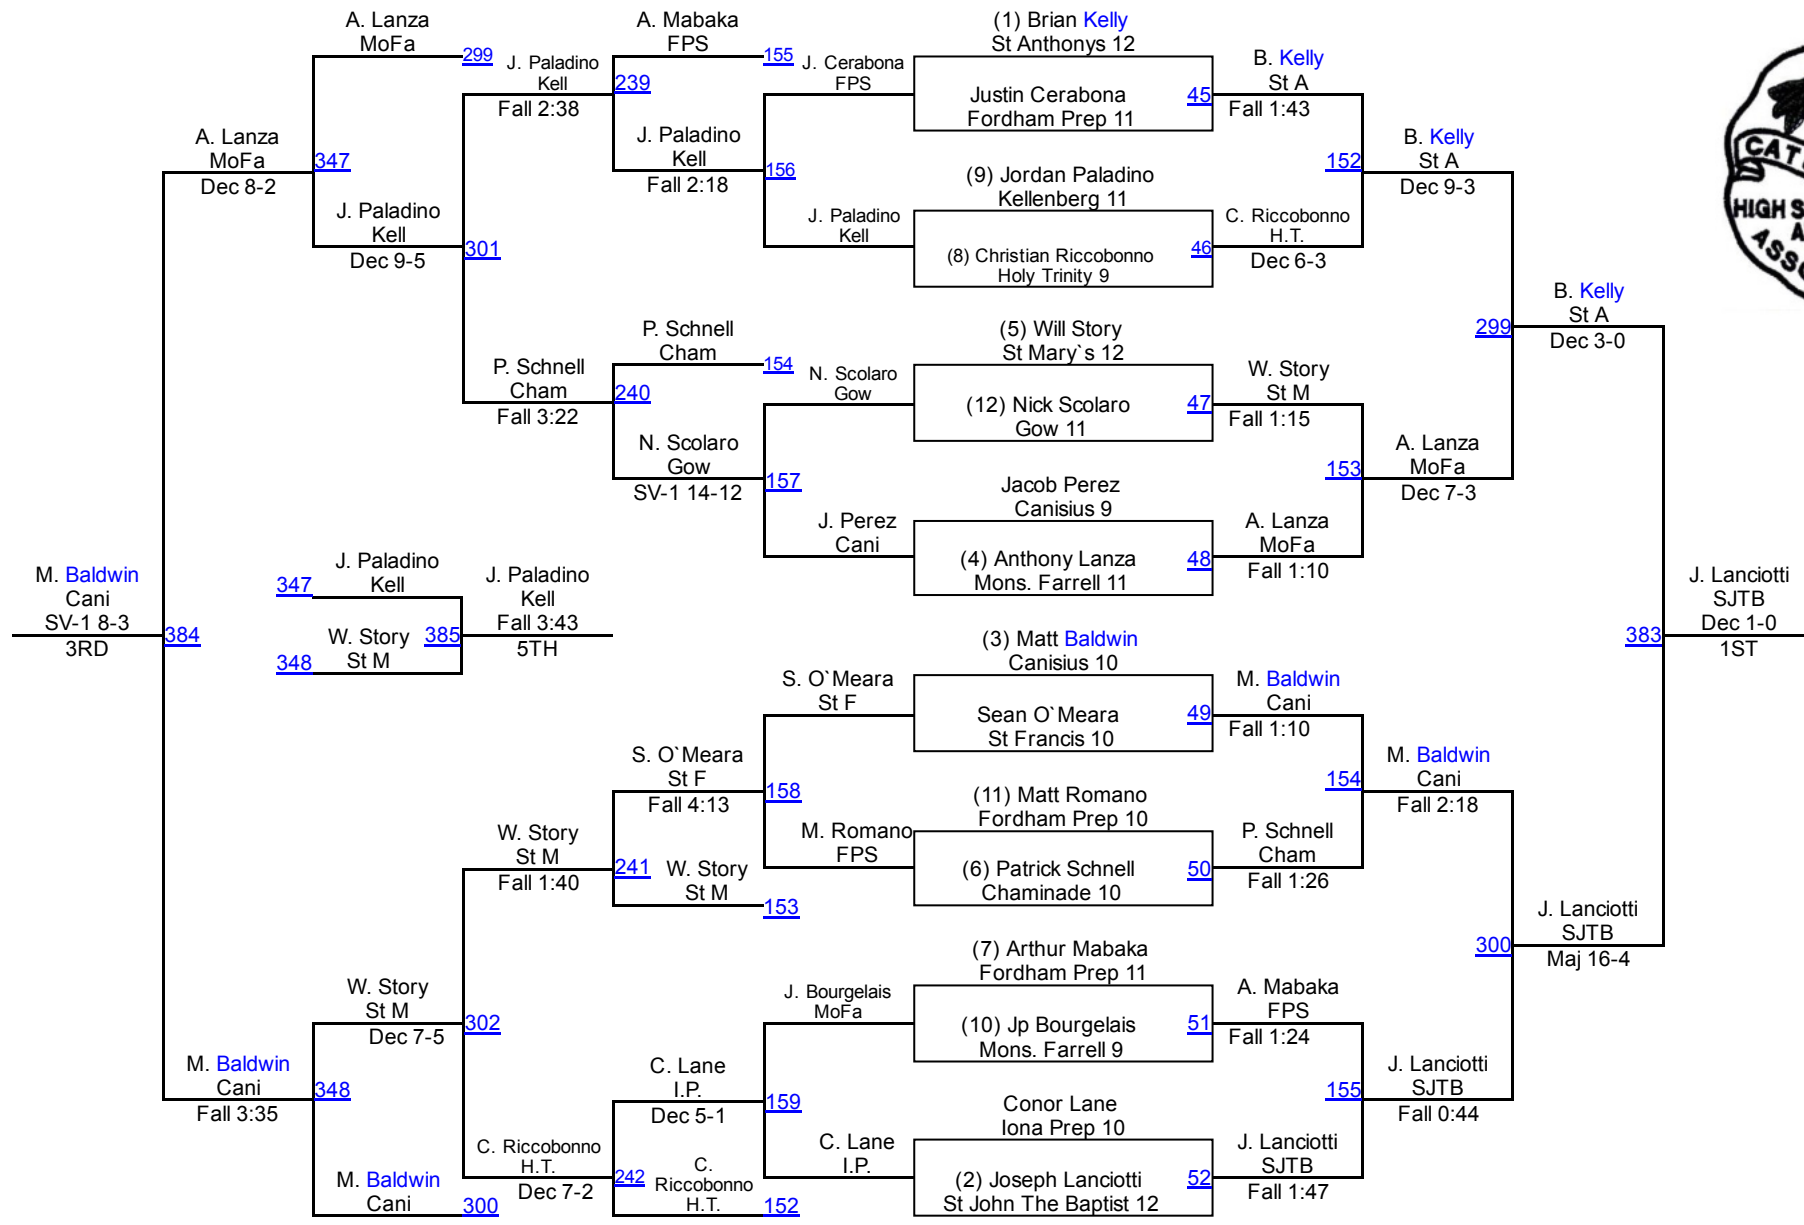 A. Lanza
MoFa
299
A. Lanza
MoFa
Dec 8-2
347
J. Paladino
Kell
Dec 9-5
J. Paladino
Kell
Fall 2:38
301
P. Schnell
Cham
Fall 3:22
A. Mabaka
FPS
155
239
J. Paladino
Kell
Fall 2:18
J. Cerabona
FPS
156
J. Paladino
Kell
P. Schnell
Cham
154
240
N. Scolaro
Gow
SV-1 14-12
N. Scolaro
Gow
157
J. Perez
Cani
(1) Brian Kelly
St Anthonys 12
Justin Cerabona
Fordham Prep 11
45
B. Kelly
St A
Fall 1:43
(9) Jordan Paladino
Kellenberg 11
(8) Christian Riccobonno
Holy Trinity 9
46
C. Riccobonno
H.T.
Dec 6-3
152
B. Kelly
St A
Dec 9-3
(5) Will Story
St Mary`s 12
(12) Nick Scolaro
Gow 11
47
W. Story
St M
Fall 1:15
Jacob Perez
Canisius 9
(4) Anthony Lanza
Mons. Farrell 11
48
A. Lanza
MoFa
Fall 1:10
153
A. Lanza
MoFa
Dec 7-3
299
B. Kelly
St A
Dec 3-0
HIGH S
M. Baldwin
Cani
SV-1 8-3
3RD
384
347
J. Paladino
Kell
348
W. Story
St M
385
J. Paladino
Kell
Fall 3:43
5TH
383
J. Lanciotti
SJTB
Dec 1-0
1ST
(3) Matt Baldwin
Canisius 10
Sean O`Meara
St Francis 10
49
M. Baldwin
Cani
Fall 1:10
(11) Matt Romano
Fordham Prep 10
(6) Patrick Schnell
Chaminade 10
50
P. Schnell
Cham
Fall 1:26
154
M. Baldwin
Cani
Fall 2:18
S. O`Meara
St F
158
M. Romano
FPS
S. O`Meara
St F
Fall 4:13
241
W. Story
St M
153
W. Story
St M
Fall 1:40
302
W. Story
St M
Dec 7-5
348
M. Baldwin
Cani
Fall 3:35
M. Baldwin
Cani
300
C. Riccobonno
H.T.
Dec 7-2
242
C. Lane
I.P.
Dec 5-1
C.
Riccobonno
H.T.
152
J. Bourgelais
MoFa
159
C. Lane
I.P.
(7) Arthur Mabaka
Fordham Prep 11
(10) Jp Bourgelais
Mons. Farrell 9
51
A. Mabaka
FPS
Fall 1:24
Conor Lane
Iona Prep 10
(2) Joseph Lanciotti
St John The Baptist 12
52
J. Lanciotti
SJTB
Fall 1:47
155
J. Lanciotti
SJTB
Fall 0:44
300
J. Lanciotti
SJTB
Maj 16-4